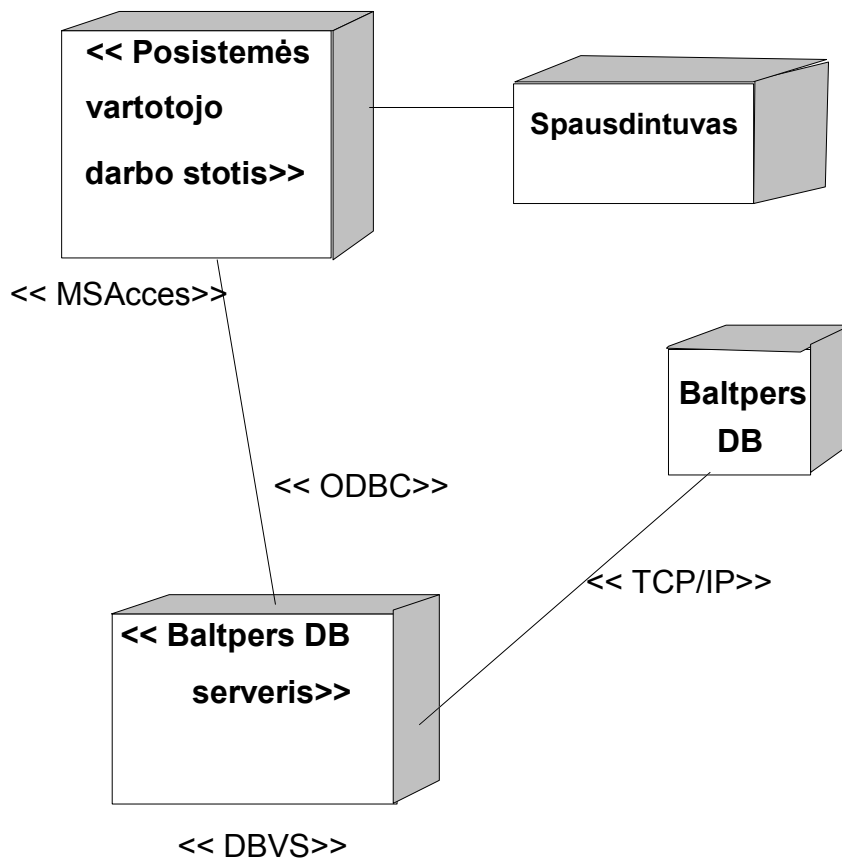 << Posistemės
vartotojo
darbo stotis>>
Spausdintuvas
<< MSAcces>>
Baltpers
DB
<< ODBC>>
<< TCP/IP>>
<< Baltpers DB
serveris>>
<< DBVS>>